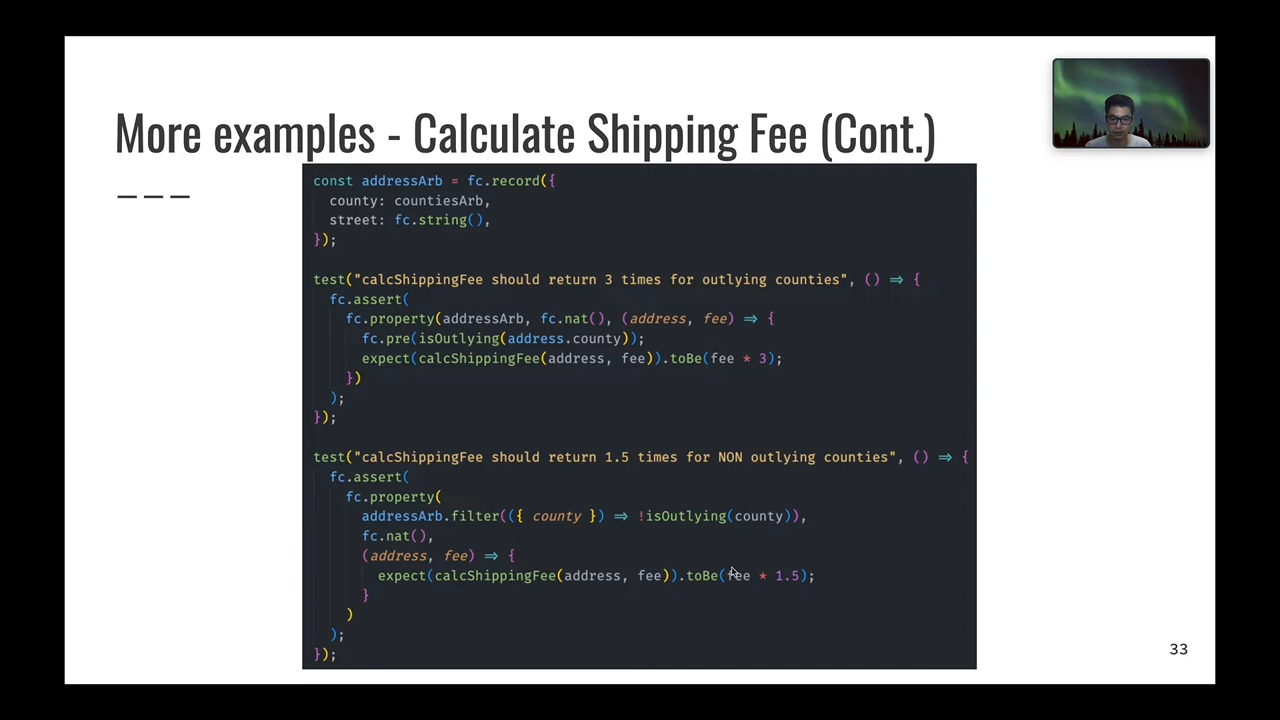 More examples - Calculate Shipping Fee (Cont.)
const addressArb = fc.record({
  county: countiesArb,
  street: fc.string(),
});
test("calcShippingFee should return 3 times for outlying counties", () => {
  fc.assert(
    fc.property(addressArb, fc.nat(), (address, fee) => {
      fc.pre(isOutlying(address.county));
      expect(calcShippingFee(address, fee)).toBe(fee * 3);
    })
  );
});
test("calcShippingFee should return 1.5 times for NON outlying counties", () => {
  fc.assert(
    fc.property(
      addressArb.filter(({ county }) => !isOutlying(county)),
      fc.nat(),
      (address, fee) => {
        expect(calcShippingFee(address, fee)).toBe(fee * 1.5);
      }
    )
  );
});
33